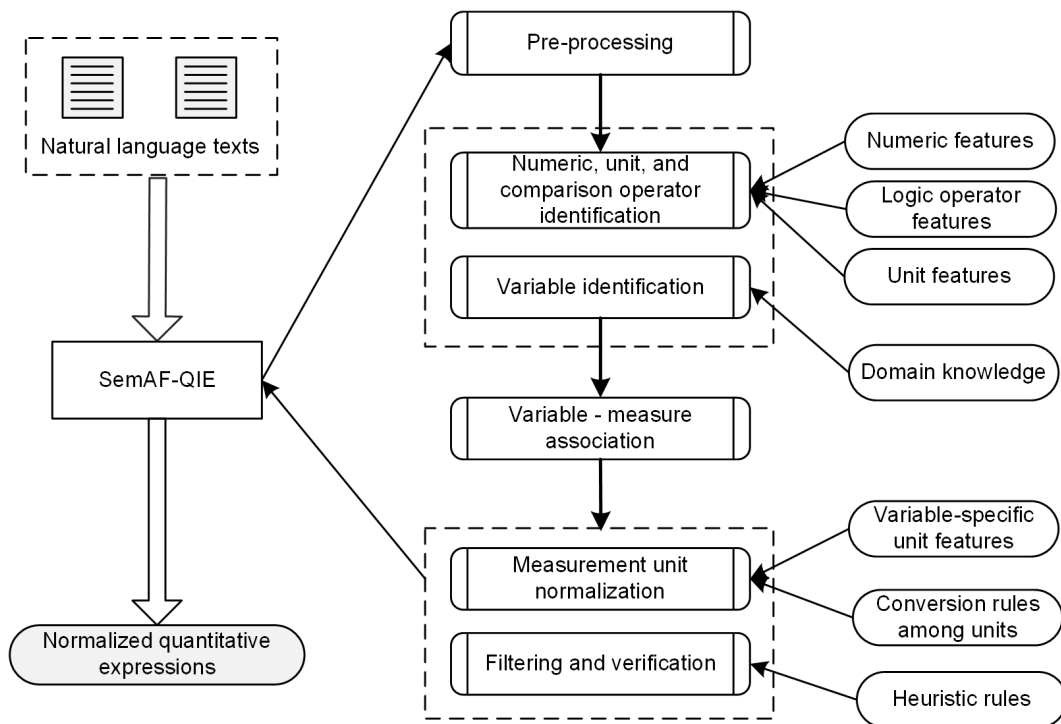 Natural language texts
SemAF-QIE
Normalized quantitative
expressions
Pre-processing
Numeric, unit, and
comparison operator
identification
Variable identification
Variable - measure
association
Measurement unit
normalization
Filtering and verification
Numeric features
Logic operator
features
Unit features
Domain knowledge
Variable-specific
unit features
Conversion rules
among units
Heuristic rules